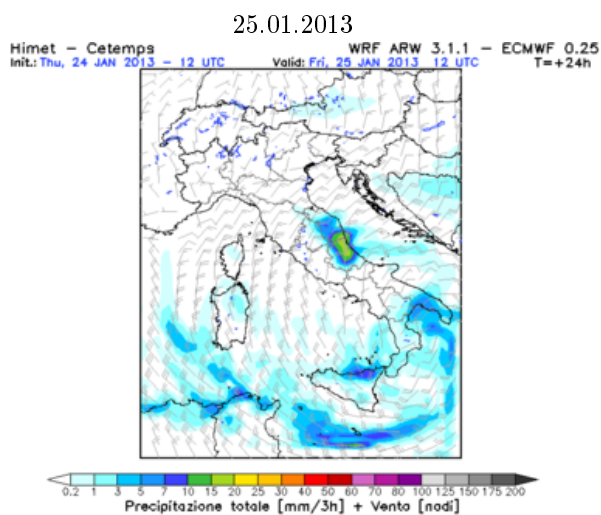 25.01.2013
Himet – Cetemps WRF ARW 3.1.1 – ECMWF 0.25
Init.: Thu, 24 JAN 2013 – 12 UTC Valid: Fri, 25 JAN 2013 12 UTC T=+24h
0.2 1 3 5 7 10 15 20 25 30 40 50 60 70 80 100 125 150 175 200
Precipitazione totale [mm/3h] + Vento [nodi]